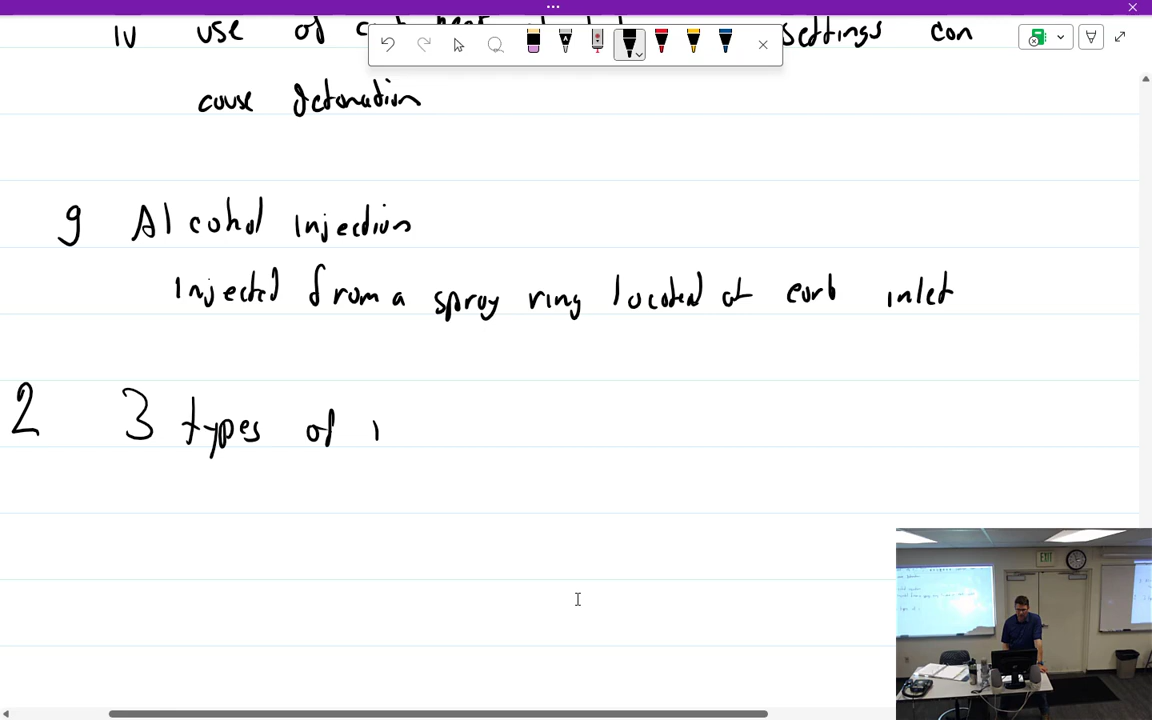 IV use of settings can
cause detonation
g Alcohol injection
injected from a spray ring located at carb inlet
2 3 types of i
EXIT